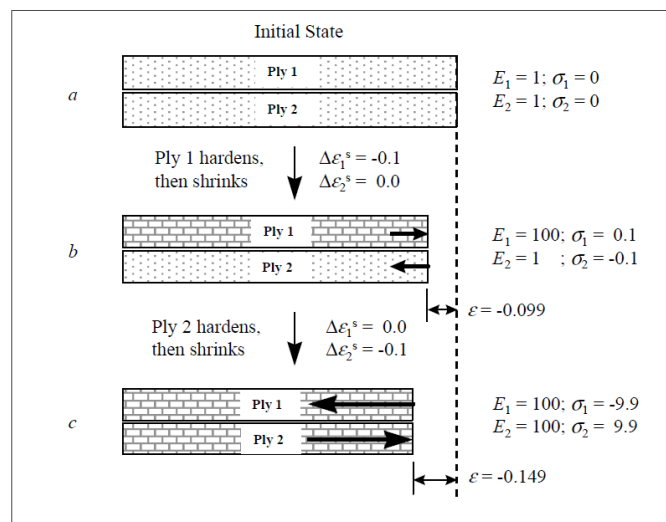 Initial State
a
Ply 1
Ply 2
E₁ = 1; σ₁ = 0
E₂ = 1; σ₂ = 0
Ply 1 hardens,
then shrinks
Δε₁ˢ = -0.1
Δε₂ˢ = 0.0
b
Ply 1
Ply 2
E₁ = 100; σ₁ = 0.1
E₂ = 1 ; σ₂ = -0.1
ε = -0.099
Ply 2 hardens,
then shrinks
Δε₁ˢ = 0.0
Δε₂ˢ = -0.1
c
Ply 1
Ply 2
E₁ = 100; σ₁ = -9.9
E₂ = 100; σ₂ = 9.9
ε = -0.149